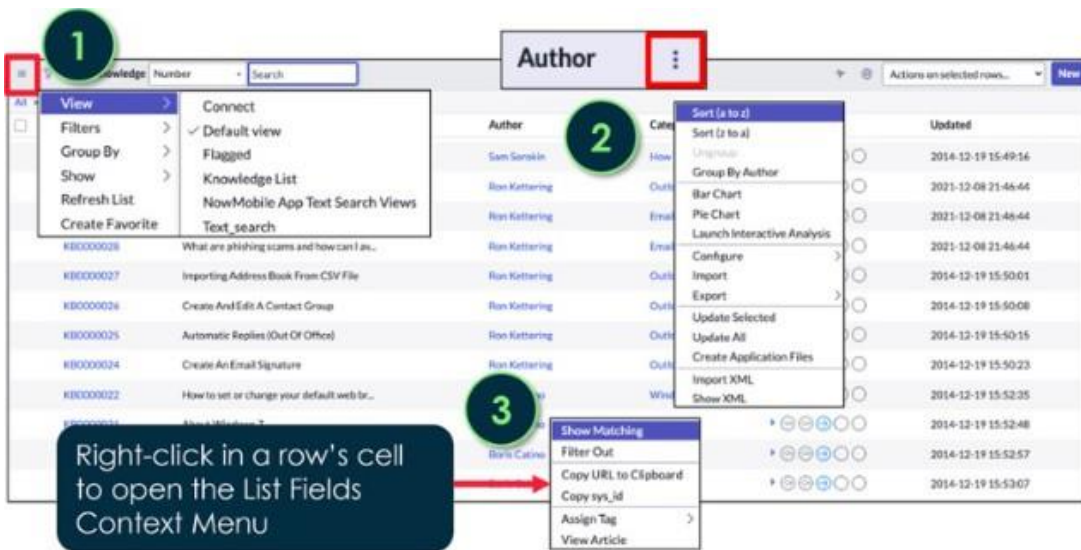 1
Knowledge Number Search
Author
Actions on selected rows... New
All
View
Filters
Group By
Show
Refresh List
Create Favorite
Connect
Default view
Flagged
Knowledge List
NowMobile App Text Search Views
Text_search
2
Sort (a to z)
Sort (z to a)
Ungroup
Group By Author
Bar Chart
Pie Chart
Launch Interactive Analysis
Configure
Import
Export
Update Selected
Update All
Create Application Files
Import XML
Show XML
Author Updated
Sam Sorokin How 2014-12-19 15:49:16
Ron Kettering 2021-12-08 21:46:44
Ron Kettering 2021-12-08 21:46:44
KB0000028 What are phishing scams and how can I av... Ron Kettering 2021-12-08 21:46:44
KB0000027 Importing Address Book From CSV File Ron Kettering 2014-12-19 15:50:01
KB0000026 Create And Edit A Contact Group Ron Kettering 2014-12-19 15:50:08
KB0000025 Automatic Replies (Out Of Office) Ron Kettering 2014-12-19 15:50:15
KB0000024 Create An Email Signature Ron Kettering 2014-12-19 15:50:23
KB0000022 How to set or change your default web br... 2014-12-19 15:52:35
2014-12-19 15:52:48
Boris Catino 2014-12-19 15:52:57
2014-12-19 15:53:07
3
Show Matching
Filter Out
Copy URL to Clipboard
Copy sys_id
Assign Tag
View Article
Right-click in a row's cell
to open the List Fields
Context Menu